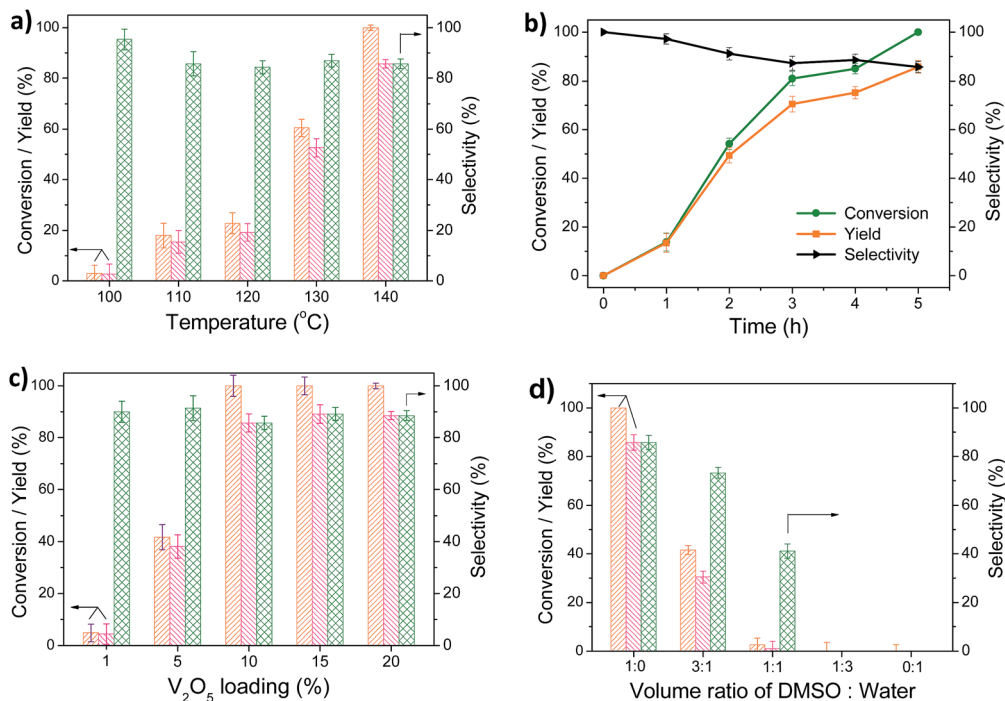 a)
100
80
60
40
20
0
Conversion / Yield (%)
100
80
60
40
20
0
Selectivity (%)
100 110 120 130 140
Temperature (°C)
b)
100
80
60
40
20
0
Conversion / Yield (%)
100
80
60
40
20
0
Selectivity (%)
Conversion
Yield
Selectivity
0 1 2 3 4 5
Time (h)
c)
100
80
60
40
20
0
Conversion / Yield (%)
100
80
60
40
20
0
Selectivity (%)
1 5 10 15 20
V₂O₅ loading (%)
d)
100
80
60
40
20
0
Conversion / Yield (%)
100
80
60
40
20
0
Selectivity (%)
1:0 3:1 1:1 1:3 0:1
Volume ratio of DMSO : Water